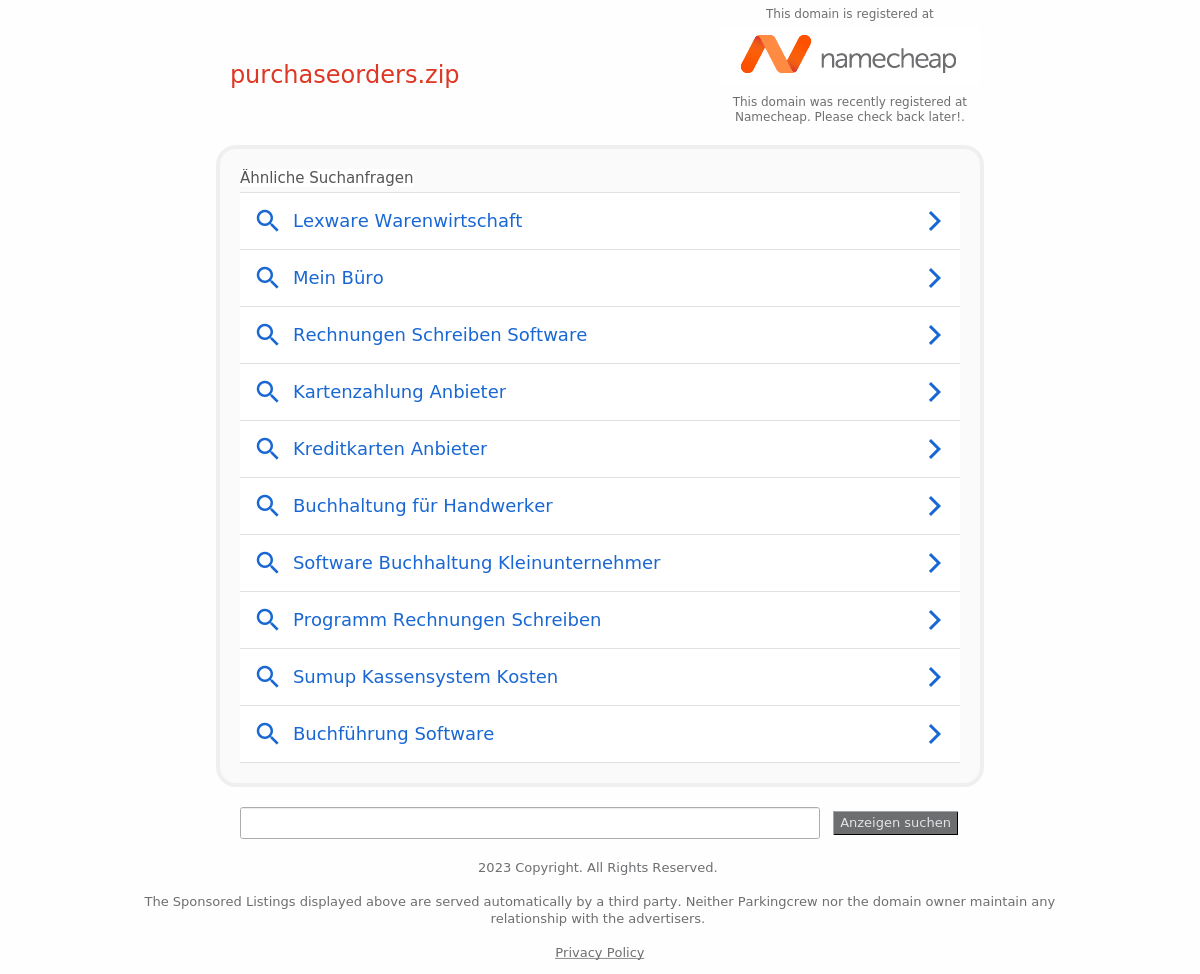 This domain is registered at
namecheap
purchaseorders.zip
This domain was recently registered at
Namecheap. Please check back later!.
Ähnliche Suchanfragen
Lexware Warenwirtschaft
Mein Büro
Rechnungen Schreiben Software
Kartenzahlung Anbieter
Kreditkarten Anbieter
Buchhaltung für Handwerker
Software Buchhaltung Kleinunternehmer
Programm Rechnungen Schreiben
Sumup Kassensystem Kosten
Buchführung Software
Anzeigen suchen
2023 Copyright. All Rights Reserved.
The Sponsored Listings displayed above are served automatically by a third party. Neither Parkingcrew nor the domain owner maintain any
relationship with the advertisers.
Privacy Policy